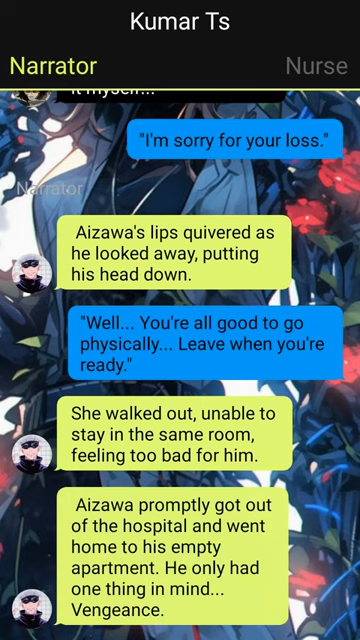 Kumar Ts
Narrator
Nurse
it myself...
"I'm sorry for your loss."
Narrator
Aizawa's lips quivered as
he looked away, putting
his head down.
"Well... You're all good to go
physically... Leave when you're
ready."
She walked out, unable to
stay in the same room,
feeling too bad for him.
Aizawa promptly got out
of the hospital and went
home to his empty
apartment. He only had
one thing in mind...
Vengeance.